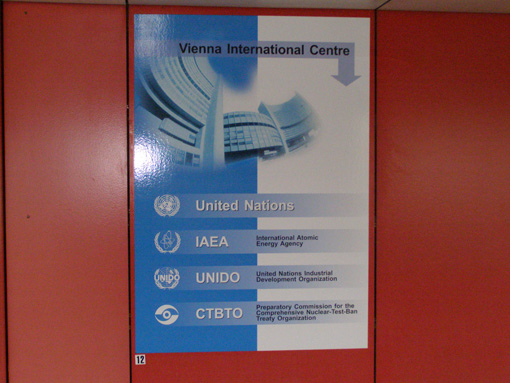 Vienna International Centre
United Nations
IAEA
International Atomic
Energy Agency
UNIDO
UNIDO
United Nations Industrial
Development Organization
CTBTO
Preparatory Commission for the
Comprehensive Nuclear-Test-Ban
Treaty Organization
12